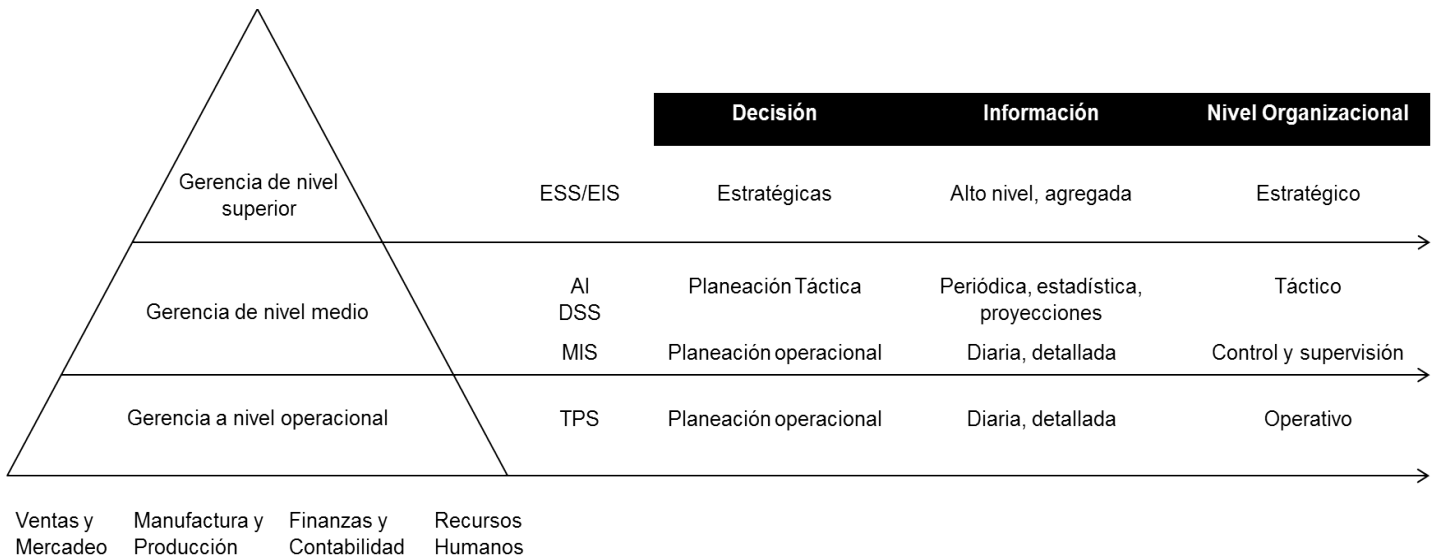 Decisión Información Nivel Organizacional
Gerencia de nivel
superior
ESS/EIS Estratégicas Alto nivel, agregada Estratégico
Gerencia de nivel medio
AI
DSS
Planeación Táctica
Periódica, estadística,
proyecciones
Táctico
MIS Planeación operacional Diaria, detallada Control y supervisión
Gerencia a nivel operacional
TPS Planeación operacional Diaria, detallada Operativo
Ventas y
Mercadeo
Manufactura y
Producción
Finanzas y
Contabilidad
Recursos
Humanos